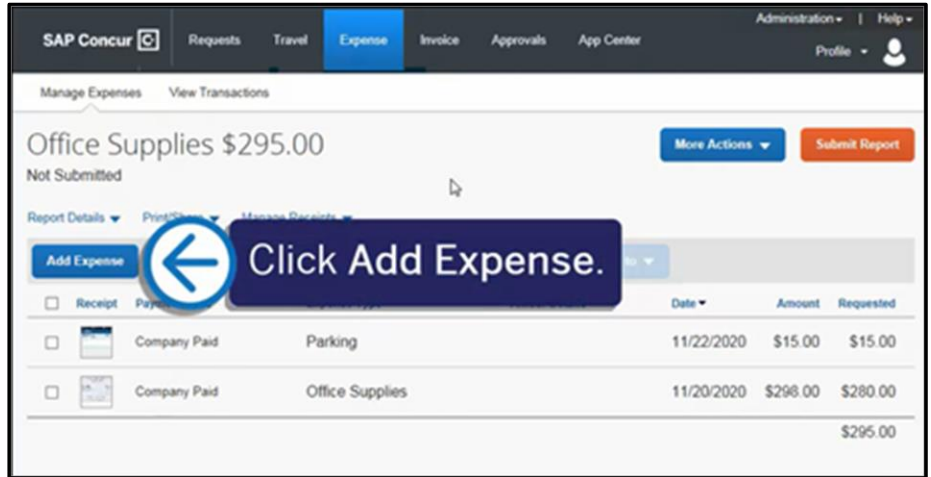 Administration | Help
SAP Concur C Requests Travel Expense Invoice Approvals App Center
Profile
Manage Expenses View Transactions
Office Supplies $295.00
Not Submitted
More Actions Submit Report
Report Details Print/Share Manage Receipts
Add Expense
Click Add Expense.
Receipt Date Amount Requested
Company Paid Parking 11/22/2020 $15.00 $15.00
Company Paid Office Supplies 11/20/2020 $298.00 $280.00
$295.00